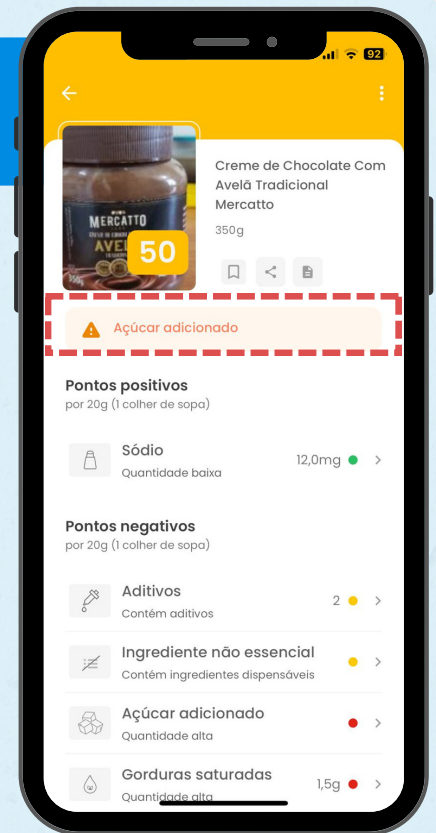 92
Creme de Chocolate Com
Avelã Tradicional
Mercatto
350g
MERCATTO
50
Açúcar adicionado
Pontos positivos
por 20g (1 colher de sopa)
Sódio
Quantidade baixa
12,0mg
Pontos negativos
por 20g (1 colher de sopa)
Aditivos
Contém aditivos
2
Ingrediente não essencial
Contém ingredientes dispensáveis
Açúcar adicionado
Quantidade alta
Gorduras saturadas
Quantidade alta
1,5g